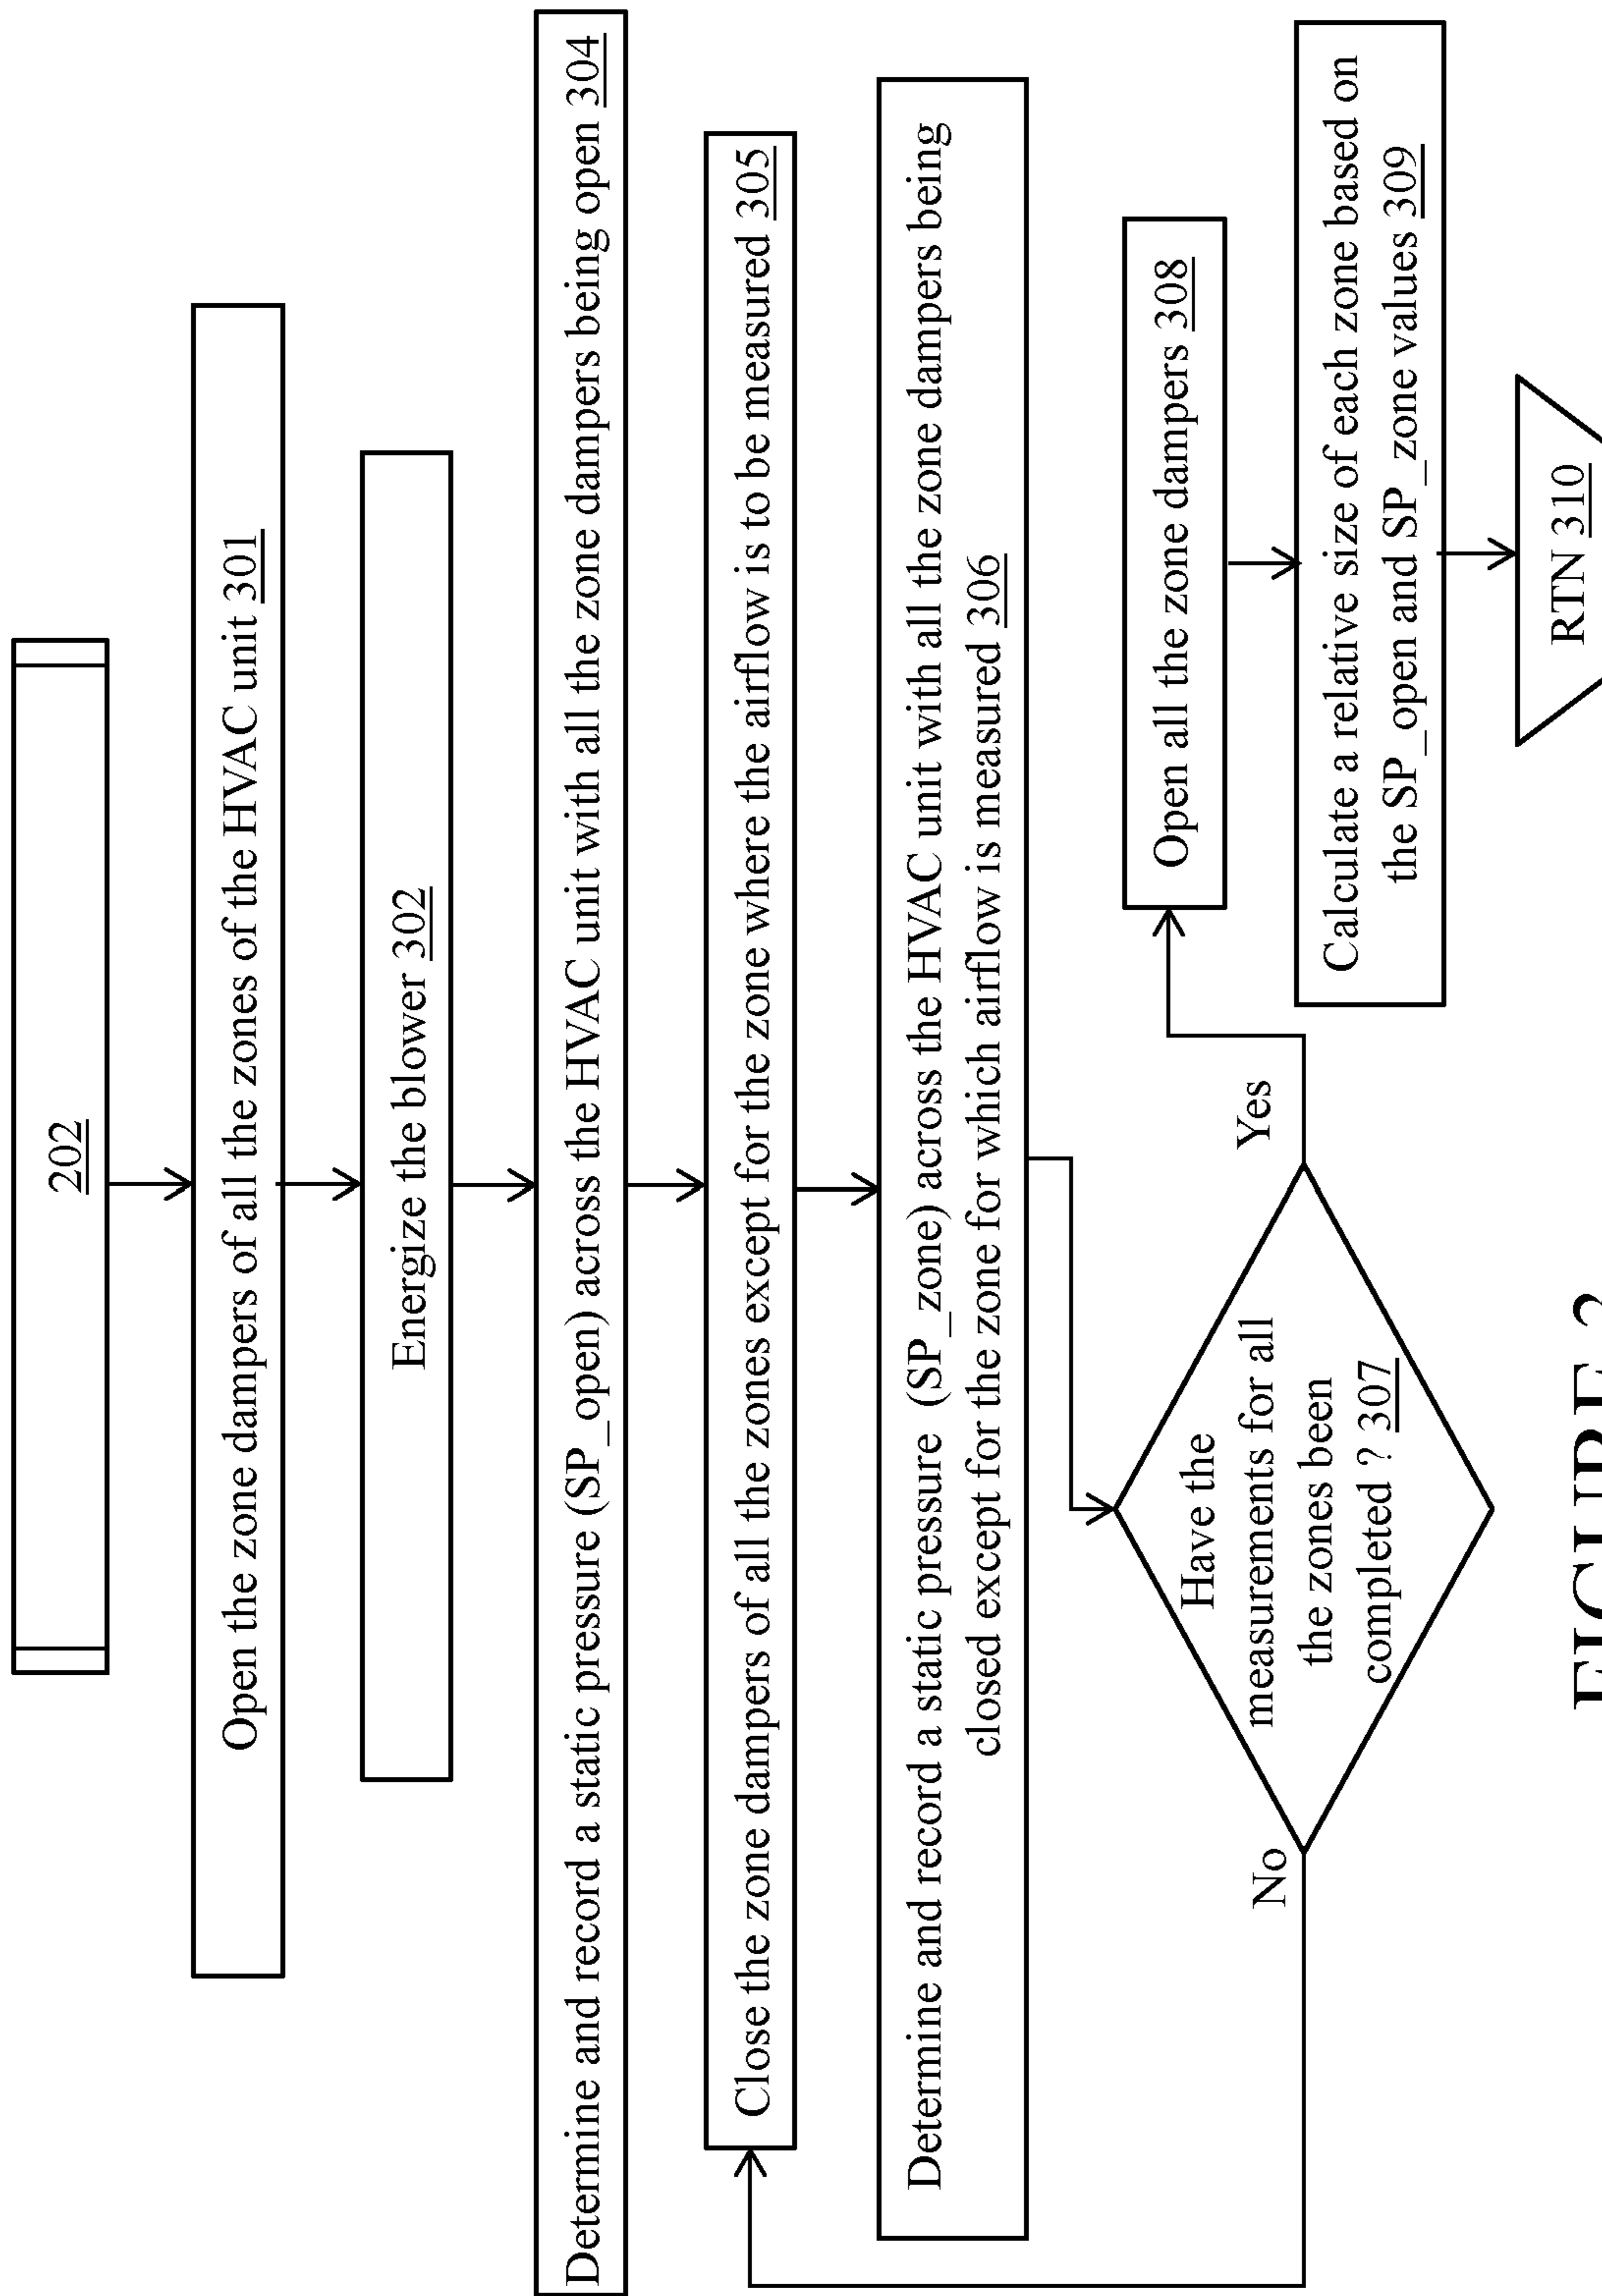 202
Open the zone dampers of all the zones of the HVAC unit 301
Energize the blower 302
Determine and record a static pressure (SP_open) across the HVAC unit with all the zone dampers being open 304
Close the zone dampers of all the zones except for the zone where the airflow is to be measured 305
Determine and record a static pressure (SP_zone) across the HVAC unit with all the zone dampers being
closed except for the zone for which airflow is measured 306
Have the
measurements for all
the zones been
completed ? 307
No
Yes
Open all the zone dampers 308
Calculate a relative size of each zone based on
the SP_open and SP_zone values 309
RTN 310
FIGURE